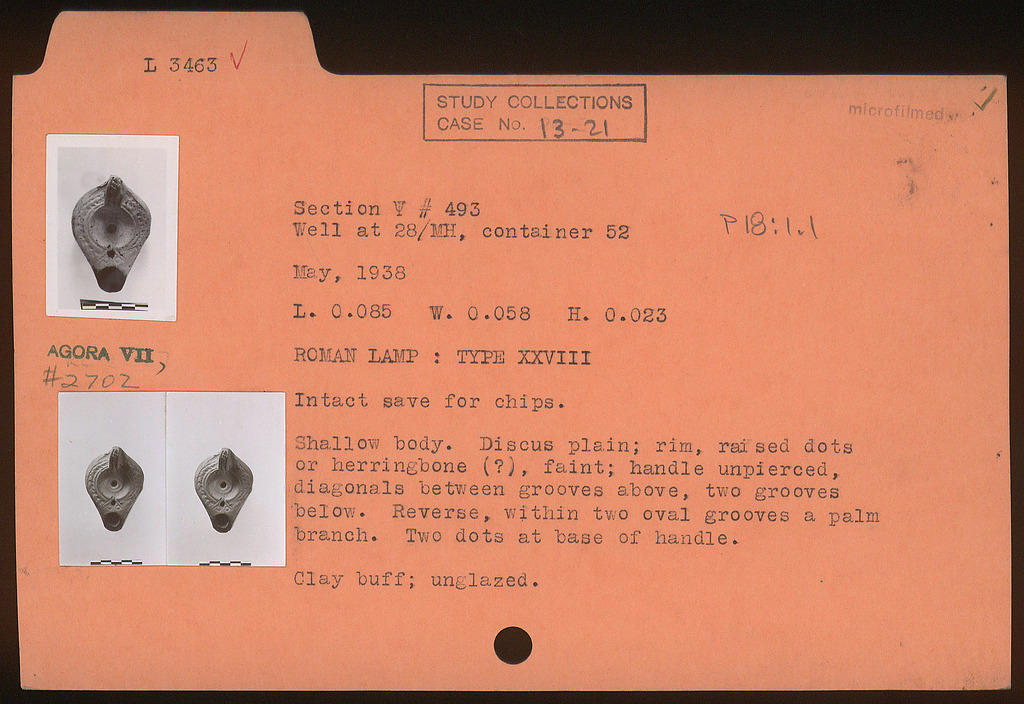 L 3463 ✓
STUDY COLLECTIONS
CASE No. 13-21
microfilmed ✓
Section Ψ # 493
Well at 28/MH, container 52
P 18:1.1
May, 1938
L. 0.085 W. 0.058 H. 0.023
AGORA VII,
#2702
ROMAN LAMP : TYPE XXVIII
Intact save for chips.
Shallow body. Discus plain; rim, raised dots
or herringbone (?), faint; handle unpierced,
diagonals between grooves above, two grooves
below. Reverse, within two oval grooves a palm
branch. Two dots at base of handle.
Clay buff; unglazed.